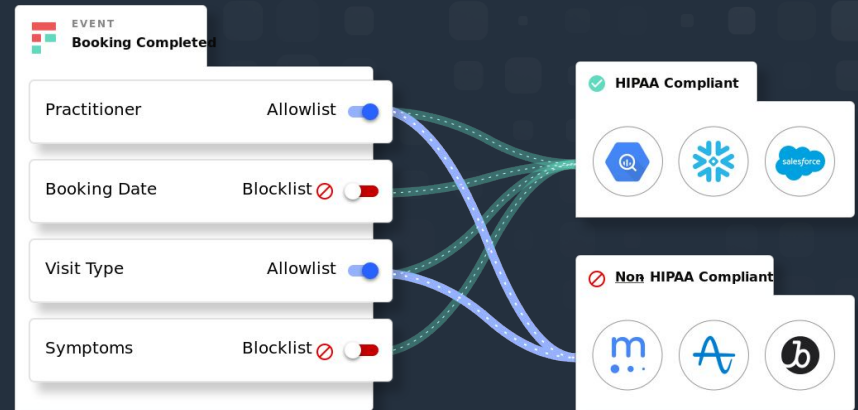 EVENT
Booking Completed
Practitioner Allowlist
Booking Date Blocklist
Visit Type Allowlist
Symptoms Blocklist
HIPAA Compliant
salesforce
Non HIPAA Compliant